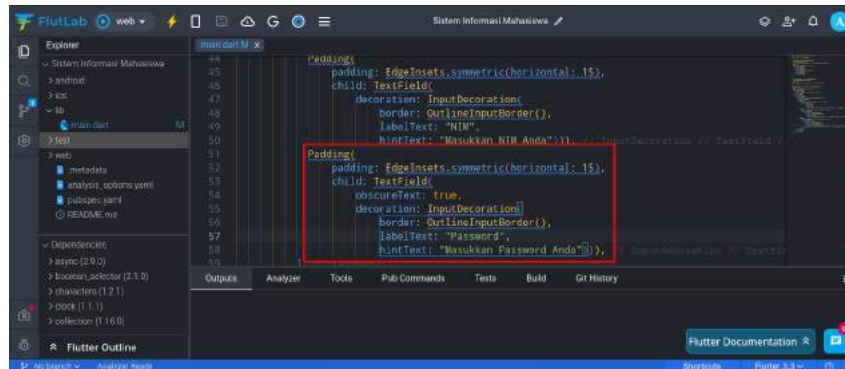 FlutLab web
Sistem Informasi Mahasiswa
Explorer
Sistem Informasi Mahasiswa
android
ios
lib
main.dart M
test
web
.metadata
analysis_options.yaml
pubspec.yaml
README.md
Dependencies
async (2.9.0)
boolean_selector (2.1.0)
characters (1.2.1)
clock (1.1.1)
collection (1.16.0)
Flutter Outline
main.dart M x
44 Padding(
45 padding: EdgeInsets.symmetric(horizontal: 15),
46 child: TextField(
47 decoration: InputDecoration(
48 border: OutlineInputBorder(),
49 labelText: "NIM",
50 hintText: "Masukkan NIM Anda"))), // InputDecoration // TextField //
51 Padding(
52 padding: EdgeInsets.symmetric(horizontal: 15),
53 child: TextField(
54 obscureText: true,
55 decoration: InputDecoration(
56 border: OutlineInputBorder(),
57 labelText: "Password",
58 hintText: "Masukkan Password Anda"))), // InputDecoration //
59
Outputs Analyzer Tools Pub Commands Tests Build Git History
Flutter Documentation
No branch Analyzer Ready Shortcuts Flutter 3.3